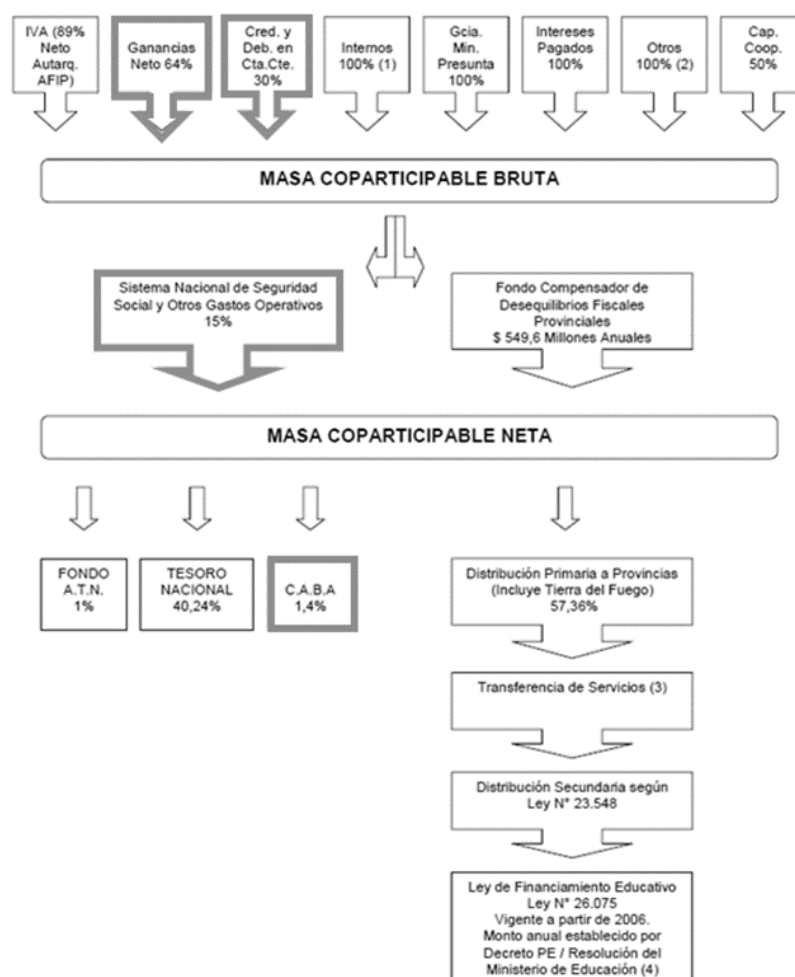 IVA (89%
Neto
Autarq.
AFIP)
Ganancias
Neto 64%
Cred. y
Deb. en
Cta.Cte.
30%
Internos
100% (1)
Gcia.
Min.
Presunta
100%
Intereses
Pagados
100%
Otros
100% (2)
Cap.
Coop.
50%
MASA COPARTICIPABLE BRUTA
Sistema Nacional de Seguridad
Social y Otros Gastos Operativos
15%
Fondo Compensador de
Desequilibrios Fiscales
Provinciales
$ 549,6 Millones Anuales
MASA COPARTICIPABLE NETA
FONDO
A.T.N.
1%
TESORO
NACIONAL
40,24%
C.A.B.A
1,4%
Distribución Primaria a Provincias
(Incluye Tierra del Fuego)
57,36%
Transferencia de Servicios (3)
Distribución Secundaria según
Ley N° 23.548
Ley de Financiamiento Educativo
Ley N° 26.075
Vigente a partir de 2006.
Monto anual establecido por
Decreto PE / Resolución del
Ministerio de Educación (4)